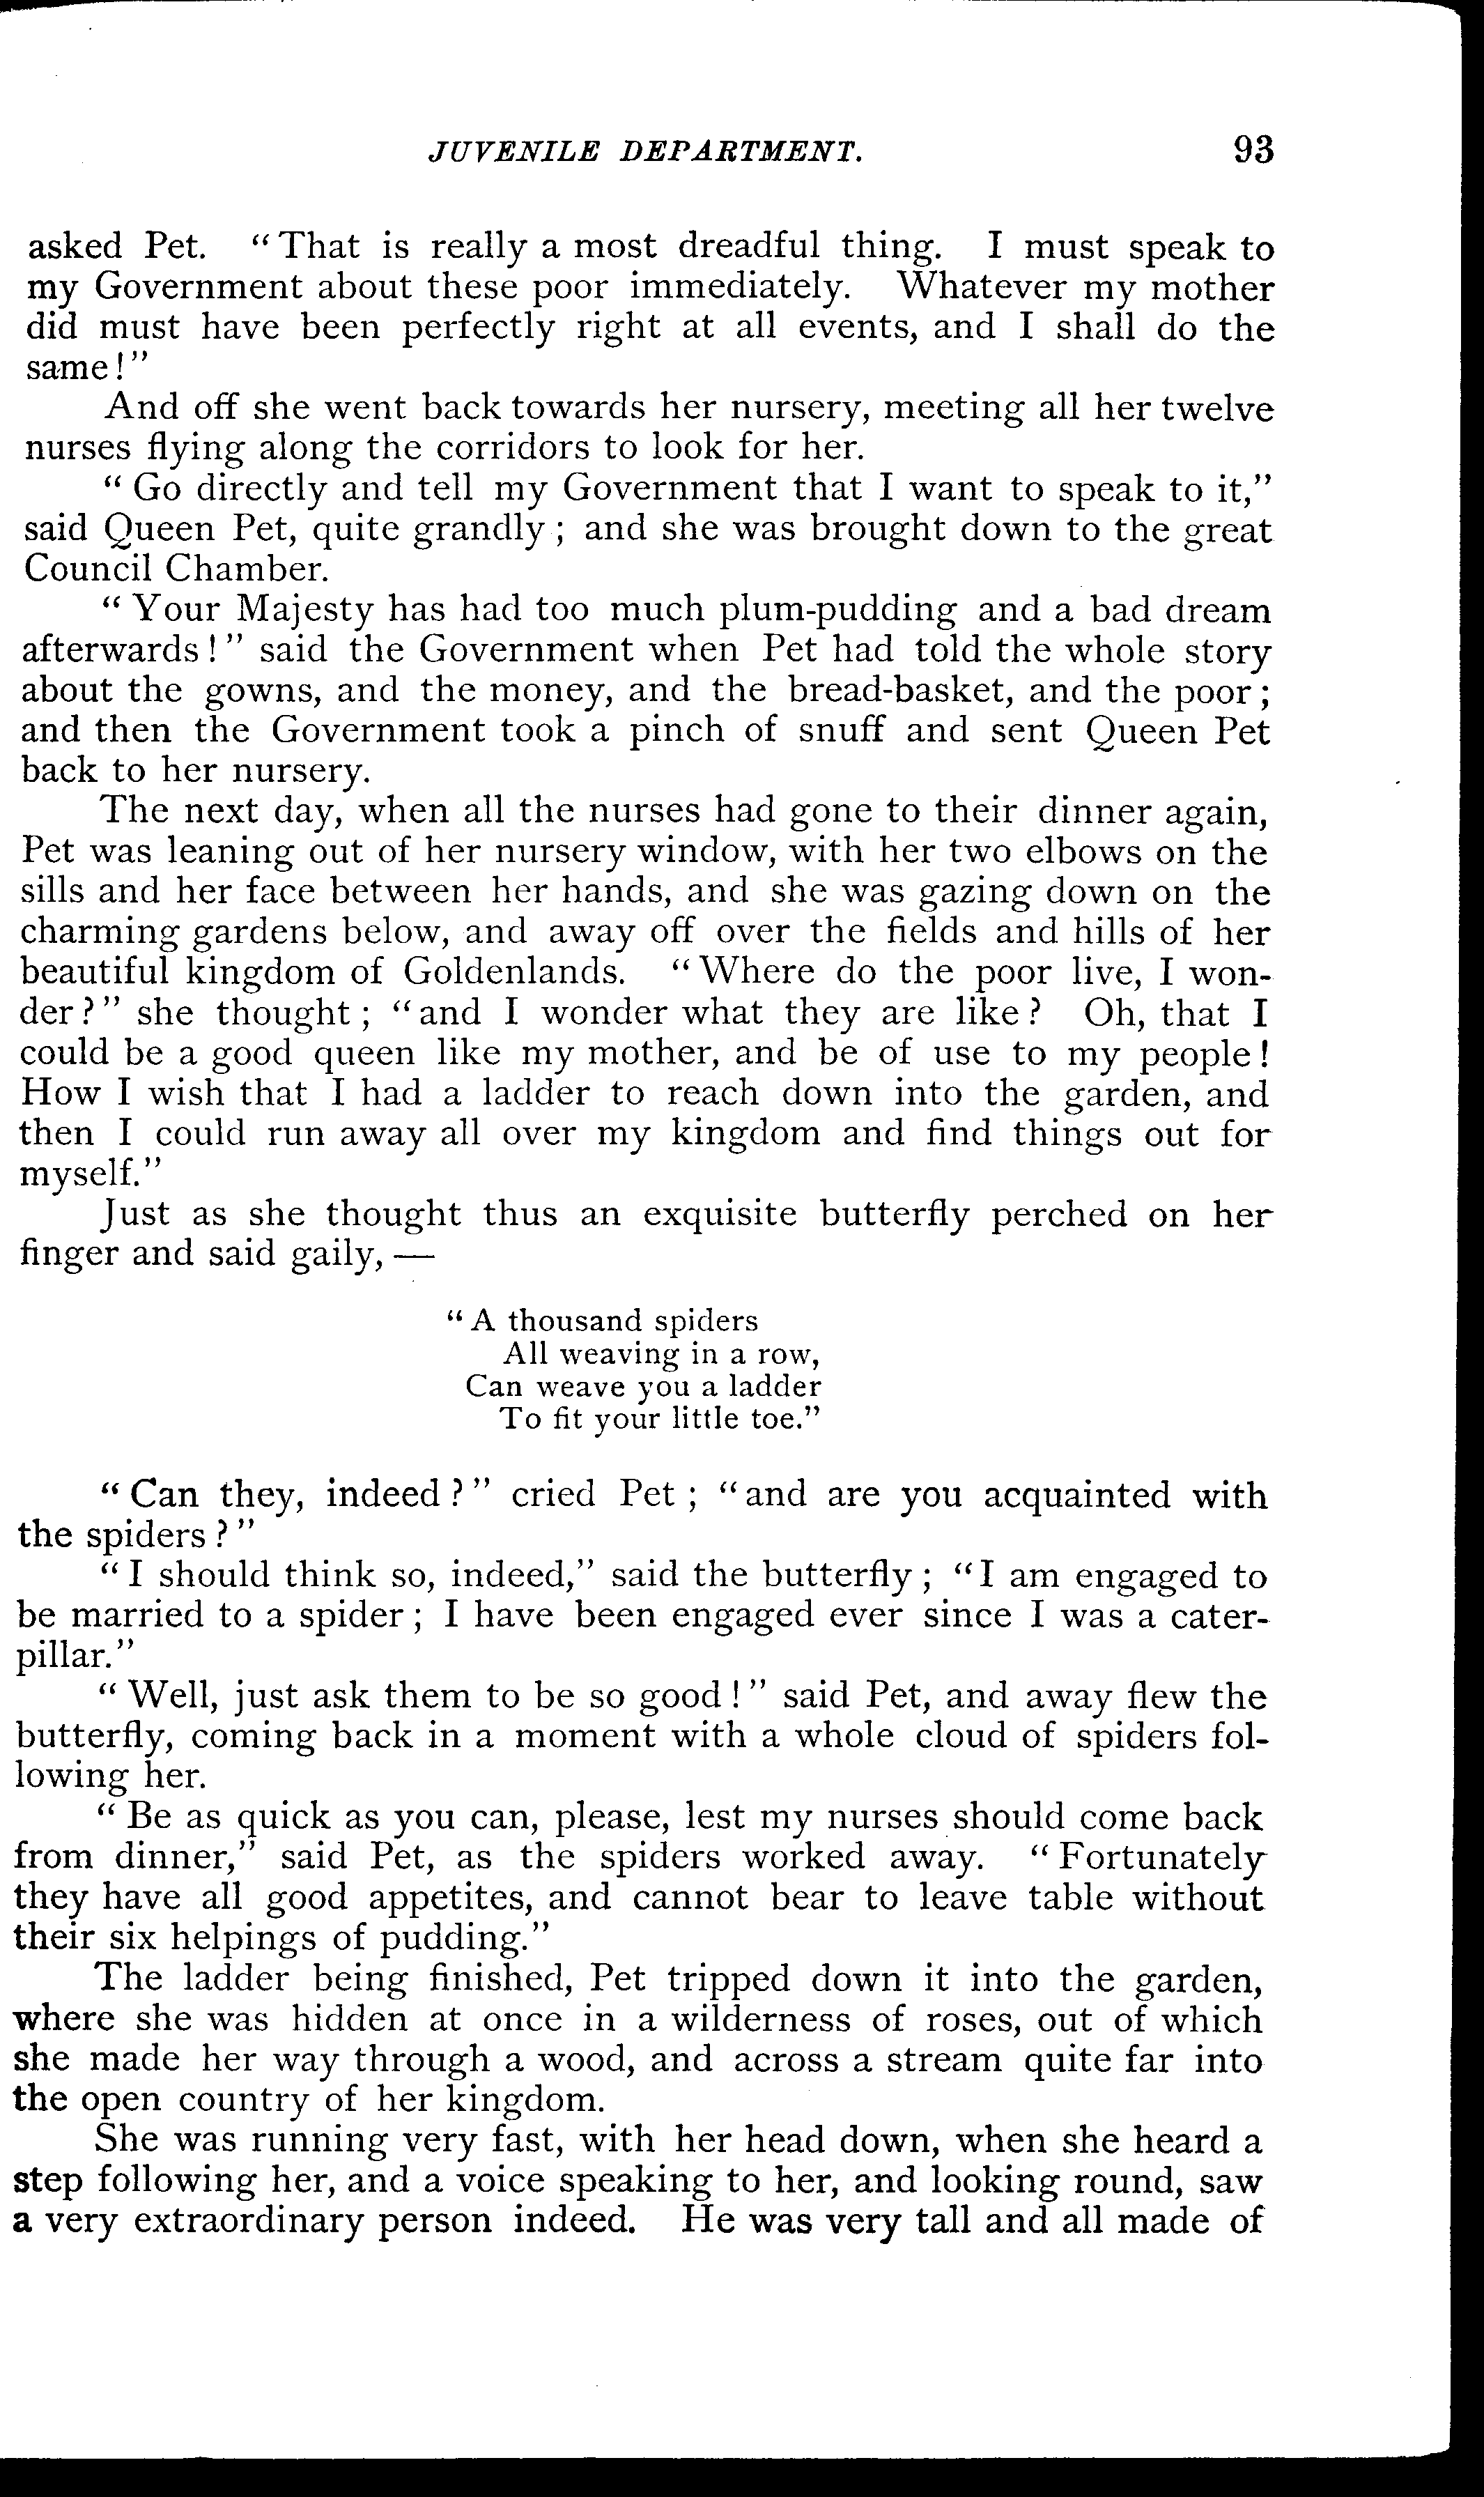 JUVENILE DEPARTMENT. 93
asked Pet. "That is really a most dreadful thing. I must speak to
my Government about these poor immediately. Whatever my mother
did must have been perfectly right at all events, and I shall do the
same!"
And off she went back towards her nursery, meeting all her twelve
nurses flying along the corridors to look for her.
"Go directly and tell my Government that I want to speak to it,"
said Queen Pet, quite grandly; and she was brought down to the great
Council Chamber.
"Your Majesty has had too much plum-pudding and a bad dream
afterwards!" said the Government when Pet had told the whole story
about the gowns, and the money, and the bread-basket, and the poor;
and then the Government took a pinch of snuff and sent Queen Pet
back to her nursery.
The next day, when all the nurses had gone to their dinner again,
Pet was leaning out of her nursery window, with her two elbows on the
sills and her face between her hands, and she was gazing down on the
charming gardens below, and away off over the fields and hills of her
beautiful kingdom of Goldenlands. "Where do the poor live, I won-
der?" she thought; "and I wonder what they are like? Oh, that I
could be a good queen like my mother, and be of use to my people!
How I wish that I had a ladder to reach down into the garden, and
then I could run away all over my kingdom and find things out for
myself."
Just as she thought thus an exquisite butterfly perched on her
finger and said gaily,—
"A thousand spiders
All weaving in a row,
Can weave you a ladder
To fit your little toe."
"Can they, indeed?" cried Pet; "and are you acquainted with
the spiders?"
"I should think so, indeed," said the butterfly; "I am engaged to
be married to a spider; I have been engaged ever since I was a cater-
pillar."
"Well, just ask them to be so good!" said Pet, and away flew the
butterfly, coming back in a moment with a whole cloud of spiders fol-
lowing her.
"Be as quick as you can, please, lest my nurses should come back
from dinner," said Pet, as the spiders worked away. "Fortunately
they have all good appetites, and cannot bear to leave table without
their six helpings of pudding."
The ladder being finished, Pet tripped down it into the garden,
where she was hidden at once in a wilderness of roses, out of which
she made her way through a wood, and across a stream quite far into
the open country of her kingdom.
She was running very fast, with her head down, when she heard a
step following her, and a voice speaking to her, and looking round, saw
a very extraordinary person indeed. He was very tall and all made of